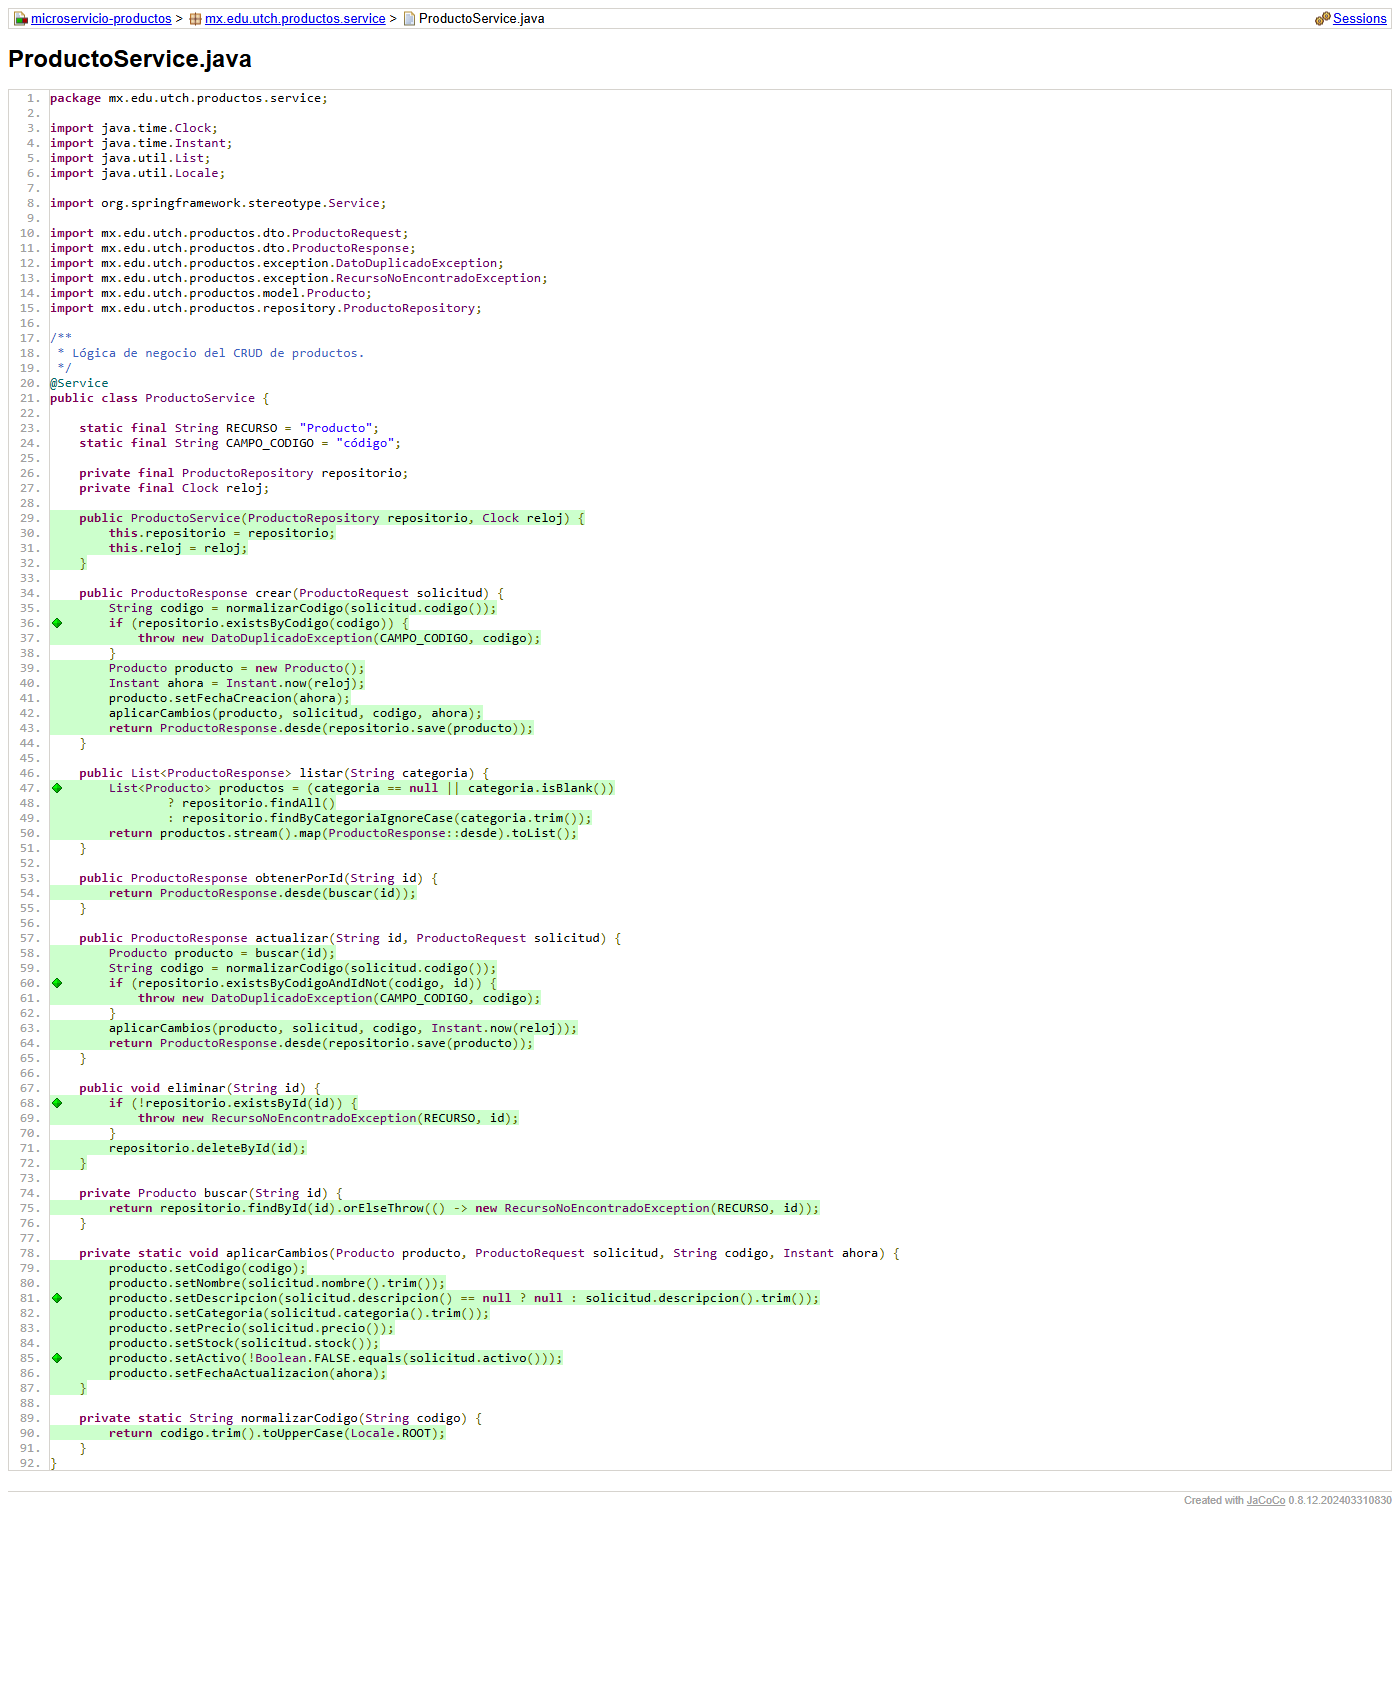 microservicio-productos > mx.edu.utch.productos.service > ProductoService.java Sessions
ProductoService.java
1. package mx.edu.utch.productos.service;
2.
3. import java.time.Clock;
4. import java.time.Instant;
5. import java.util.List;
6. import java.util.Locale;
7.
8. import org.springframework.stereotype.Service;
9.
10. import mx.edu.utch.productos.dto.ProductoRequest;
11. import mx.edu.utch.productos.dto.ProductoResponse;
12. import mx.edu.utch.productos.exception.DatoDuplicadoException;
13. import mx.edu.utch.productos.exception.RecursoNoEncontradoException;
14. import mx.edu.utch.productos.model.Producto;
15. import mx.edu.utch.productos.repository.ProductoRepository;
16.
17. /**
18.  * Lógica de negocio del CRUD de productos.
19.  */
20. @Service
21. public class ProductoService {
22.
23.     static final String RECURSO = "Producto";
24.     static final String CAMPO_CODIGO = "código";
25.
26.     private final ProductoRepository repositorio;
27.     private final Clock reloj;
28.
29.     public ProductoService(ProductoRepository repositorio, Clock reloj) {
30.         this.repositorio = repositorio;
31.         this.reloj = reloj;
32.     }
33.
34.     public ProductoResponse crear(ProductoRequest solicitud) {
35.         String codigo = normalizarCodigo(solicitud.codigo());
36.         if (repositorio.existsByCodigo(codigo)) {
37.             throw new DatoDuplicadoException(CAMPO_CODIGO, codigo);
38.         }
39.         Producto producto = new Producto();
40.         Instant ahora = Instant.now(reloj);
41.         producto.setFechaCreacion(ahora);
42.         aplicarCambios(producto, solicitud, codigo, ahora);
43.         return ProductoResponse.desde(repositorio.save(producto));
44.     }
45.
46.     public List<ProductoResponse> listar(String categoria) {
47.         List<Producto> productos = (categoria == null || categoria.isBlank())
48.                 ? repositorio.findAll()
49.                 : repositorio.findByCategoriaIgnoreCase(categoria.trim());
50.         return productos.stream().map(ProductoResponse::desde).toList();
51.     }
52.
53.     public ProductoResponse obtenerPorId(String id) {
54.         return ProductoResponse.desde(buscar(id));
55.     }
56.
57.     public ProductoResponse actualizar(String id, ProductoRequest solicitud) {
58.         Producto producto = buscar(id);
59.         String codigo = normalizarCodigo(solicitud.codigo());
60.         if (repositorio.existsByCodigoAndIdNot(codigo, id)) {
61.             throw new DatoDuplicadoException(CAMPO_CODIGO, codigo);
62.         }
63.         aplicarCambios(producto, solicitud, codigo, Instant.now(reloj));
64.         return ProductoResponse.desde(repositorio.save(producto));
65.     }
66.
67.     public void eliminar(String id) {
68.         if (!repositorio.existsById(id)) {
69.             throw new RecursoNoEncontradoException(RECURSO, id);
70.         }
71.         repositorio.deleteById(id);
72.     }
73.
74.     private Producto buscar(String id) {
75.         return repositorio.findById(id).orElseThrow(() -> new RecursoNoEncontradoException(RECURSO, id));
76.     }
77.
78.     private static void aplicarCambios(Producto producto, ProductoRequest solicitud, String codigo, Instant ahora) {
79.         producto.setCodigo(codigo);
80.         producto.setNombre(solicitud.nombre().trim());
81.         producto.setDescripcion(solicitud.descripcion() == null ? null : solicitud.descripcion().trim());
82.         producto.setCategoria(solicitud.categoria().trim());
83.         producto.setPrecio(solicitud.precio());
84.         producto.setStock(solicitud.stock());
85.         producto.setActivo(!Boolean.FALSE.equals(solicitud.activo()));
86.         producto.setFechaActualizacion(ahora);
87.     }
88.
89.     private static String normalizarCodigo(String codigo) {
90.         return codigo.trim().toUpperCase(Locale.ROOT);
91.     }
92. }
Created with JaCoCo 0.8.12.202403310830